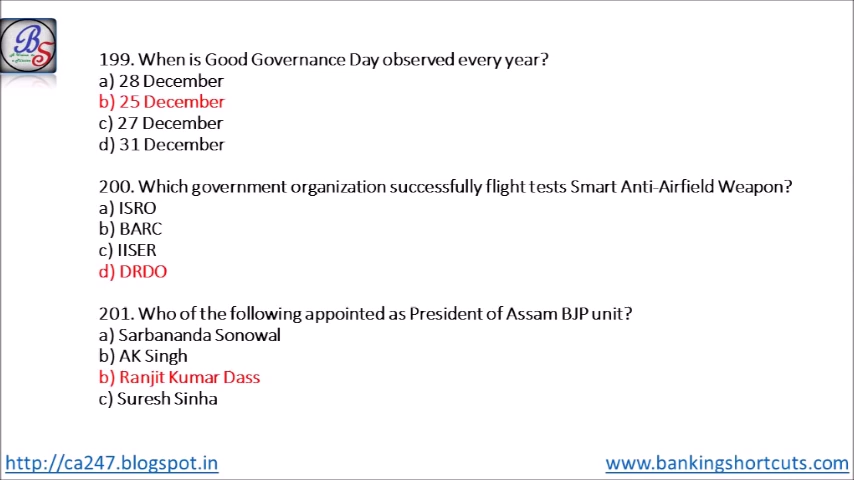 BS
199. When is Good Governance Day observed every year?
a) 28 December
b) 25 December
c) 27 December
d) 31 December
200. Which government organization successfully flight tests Smart Anti-Airfield Weapon?
a) ISRO
b) BARC
c) IISER
d) DRDO
201. Who of the following appointed as President of Assam BJP unit?
a) Sarbananda Sonowal
b) AK Singh
b) Ranjit Kumar Dass
c) Suresh Sinha
http://ca247.blogspot.in
www.bankingshortcuts.com